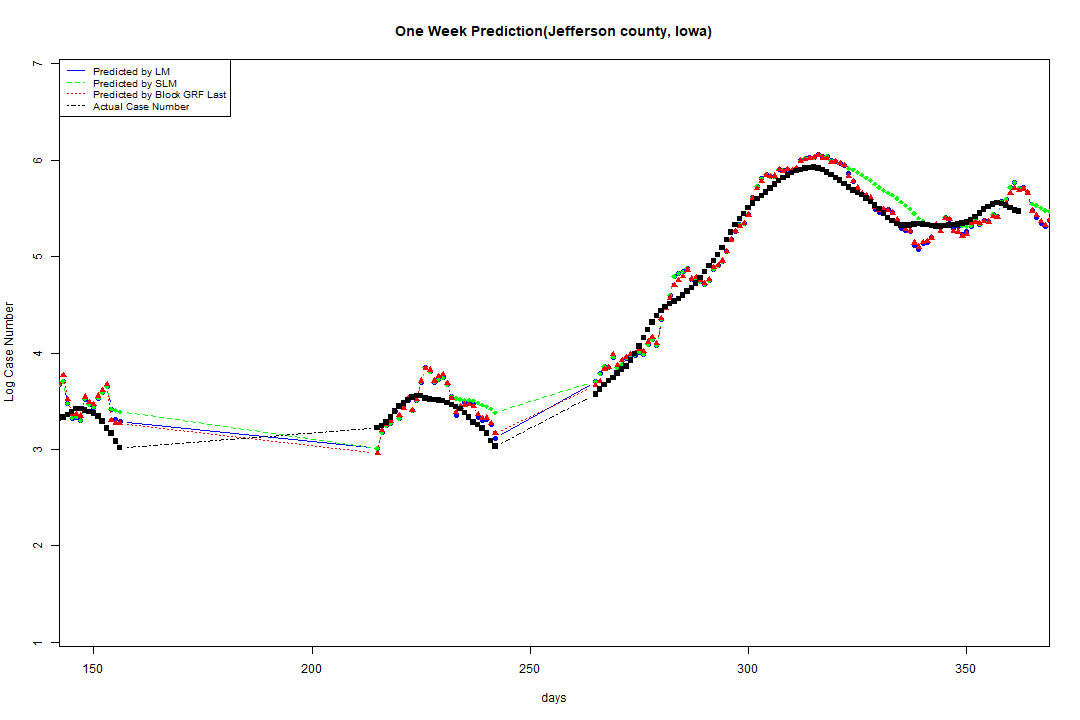 One Week Prediction(Jefferson county, Iowa)
Predicted by LM
Predicted by SLM
Predicted by Block GRF Last
Actual Case Number
7
6
5
4
3
2
1
Log Case Number
150 200 250 300 350
days